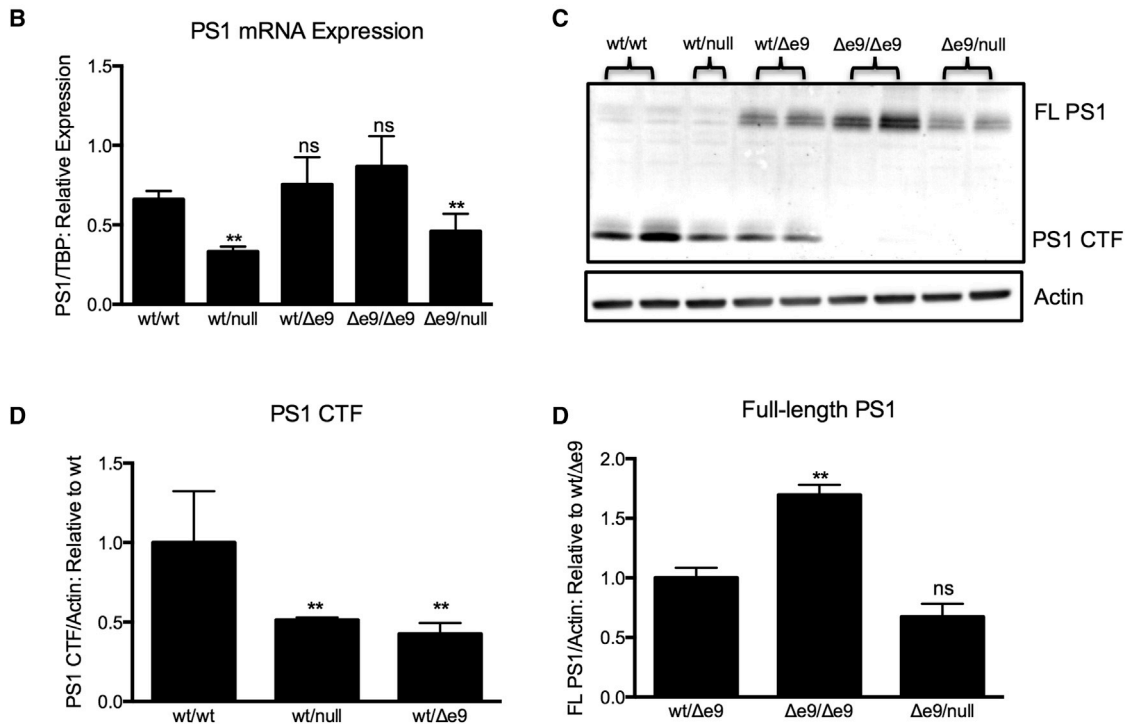 B
PS1 mRNA Expression
PS1/TBP: Relative Expression
1.5
1.0
0.5
0.0
ns
ns
**
**
wt/wt wt/null wt/Δe9 Δe9/Δe9 Δe9/null
C
wt/wt wt/null wt/Δe9 Δe9/Δe9 Δe9/null
FL PS1
PS1 CTF
Actin
D
PS1 CTF
PS1 CTF/Actin: Relative to wt
1.5
1.0
0.5
0.0
**
**
wt/wt wt/null wt/Δe9
D
Full-length PS1
FL PS1/Actin: Relative to wt/Δe9
2.0
1.5
1.0
0.5
0.0
**
ns
wt/Δe9 Δe9/Δe9 Δe9/null